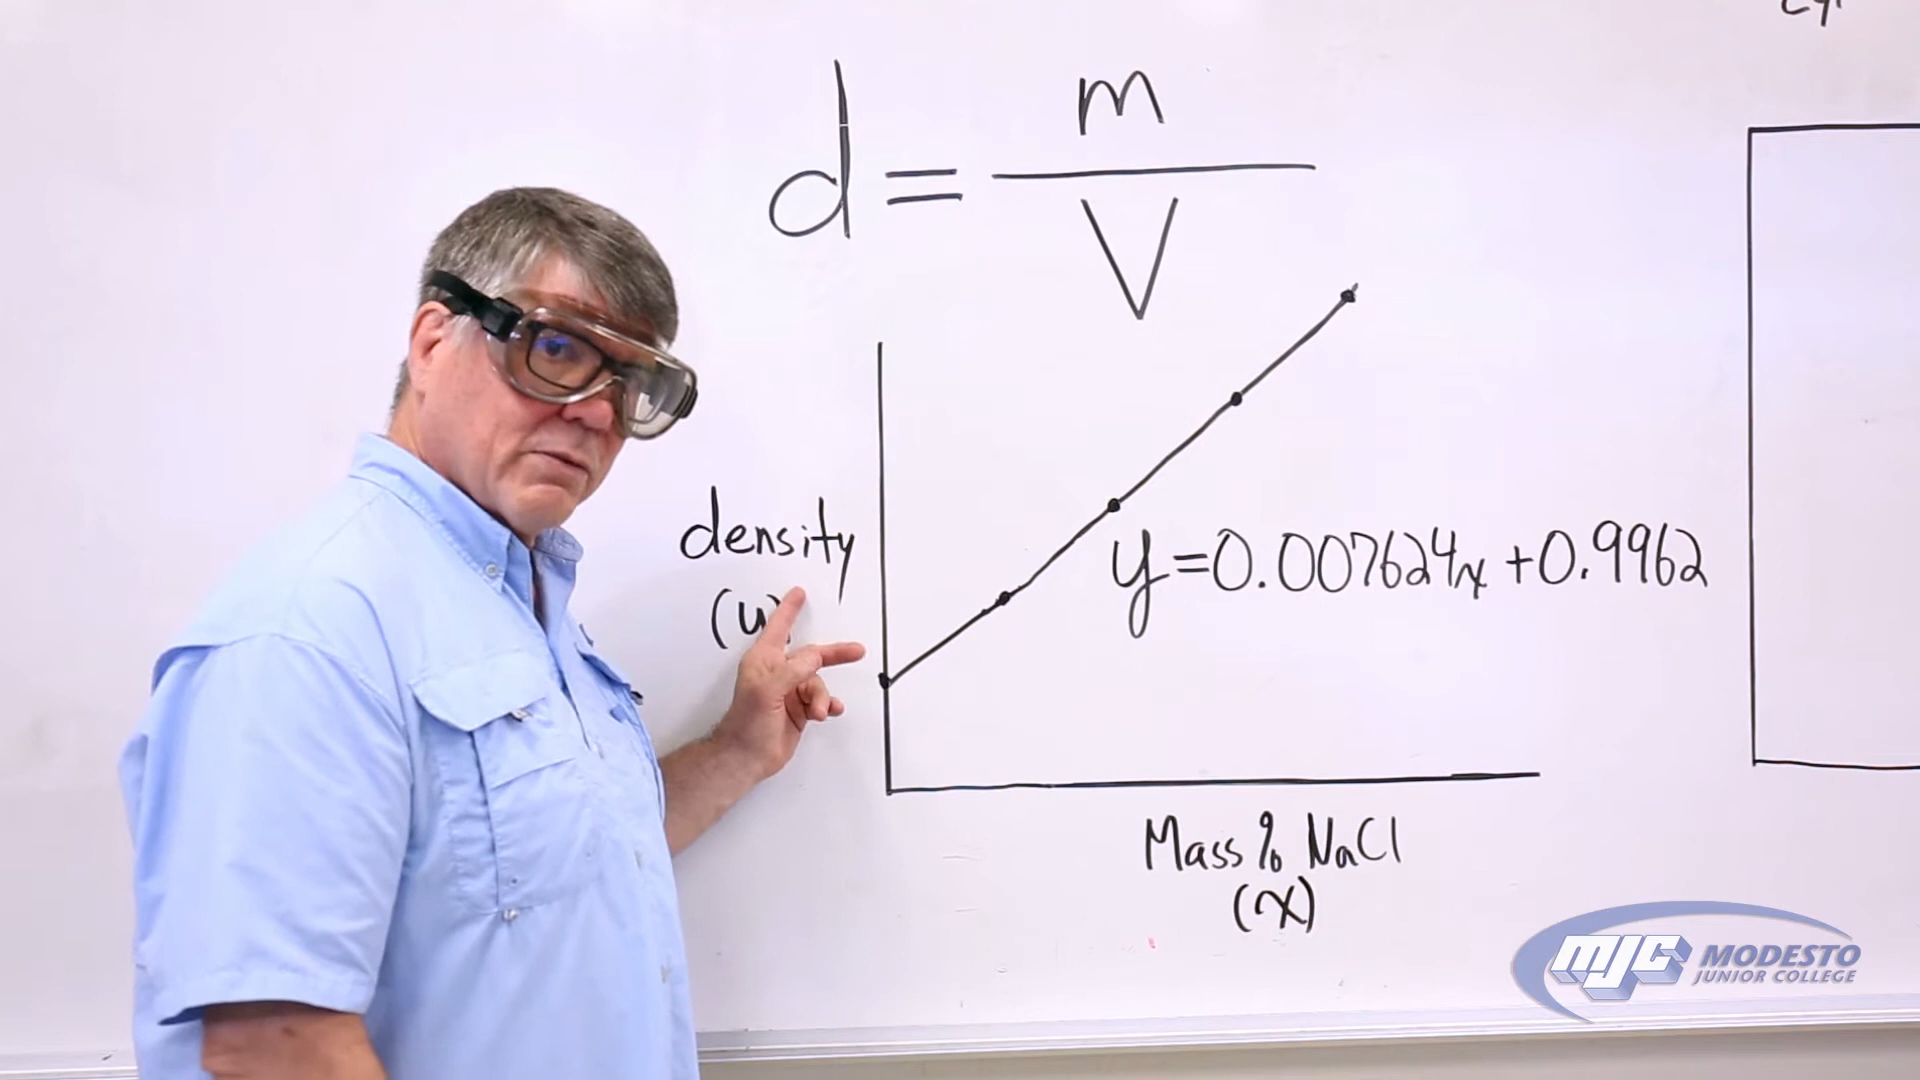 d = m
V
density
y = 0.007624x + 0.9962
Mass % NaCl
(x)
MJC MODESTO
JUNIOR COLLEGE